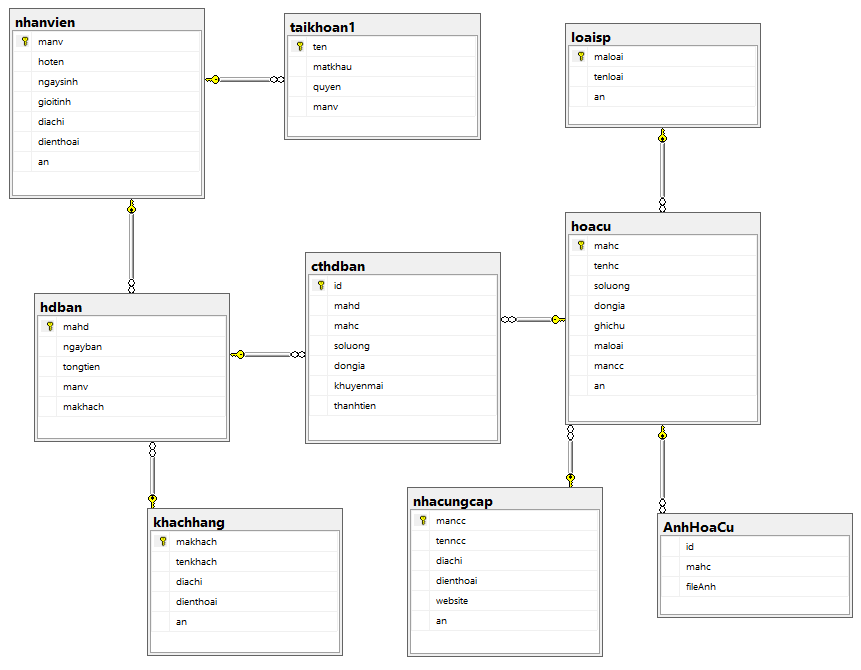 nhanvien
manv
hoten
ngaysinh
gioitinh
diachi
dienthoai
an
taikhoan1
ten
matkhau
quyen
manv
loaisp
maloai
tenloai
an
hoacu
mahc
tenhc
soluong
dongia
ghichu
maloai
mancc
an
cthdban
id
mahd
mahc
soluong
dongia
khuyenmai
thanhtien
hdban
mahd
ngayban
tongtien
manv
makhach
khachhang
makhach
tenkhach
diachi
dienthoai
an
nhacungcap
mancc
tenncc
diachi
dienthoai
website
an
AnhHoaCu
id
mahc
fileAnh